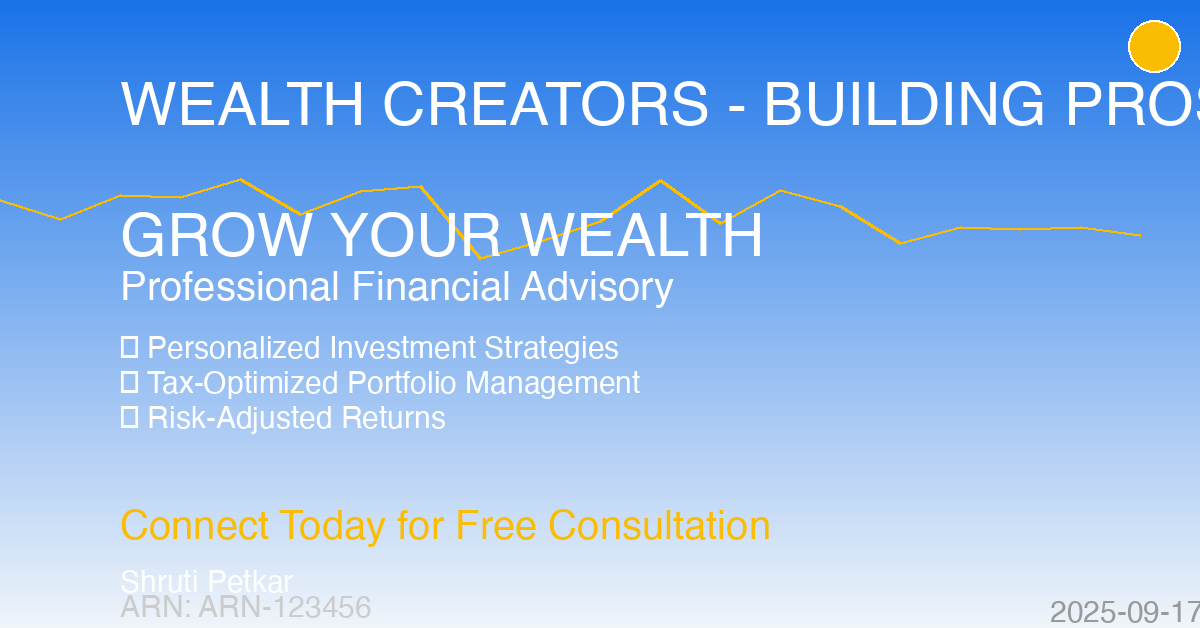 WEALTH CREATORS - BUILDING PROS
GROW YOUR WEALTH
Professional Financial Advisory
Personalized Investment Strategies
Tax-Optimized Portfolio Management
Risk-Adjusted Returns
Connect Today for Free Consultation
Shruti Petkar
ARN: ARN-123456
2025-09-17